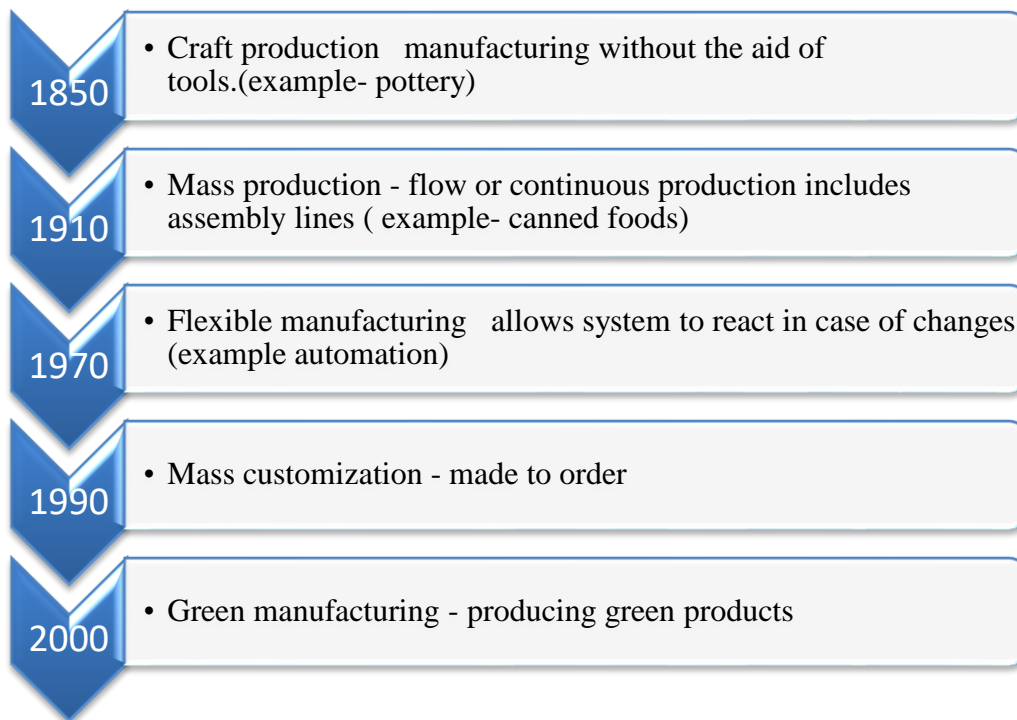 1850
• Craft production   manufacturing without the aid of
tools.(example- pottery)
1910
• Mass production - flow or continuous production includes
assembly lines ( example- canned foods)
1970
• Flexible manufacturing   allows system to react in case of changes
(example automation)
1990
• Mass customization - made to order
2000
• Green manufacturing - producing green products